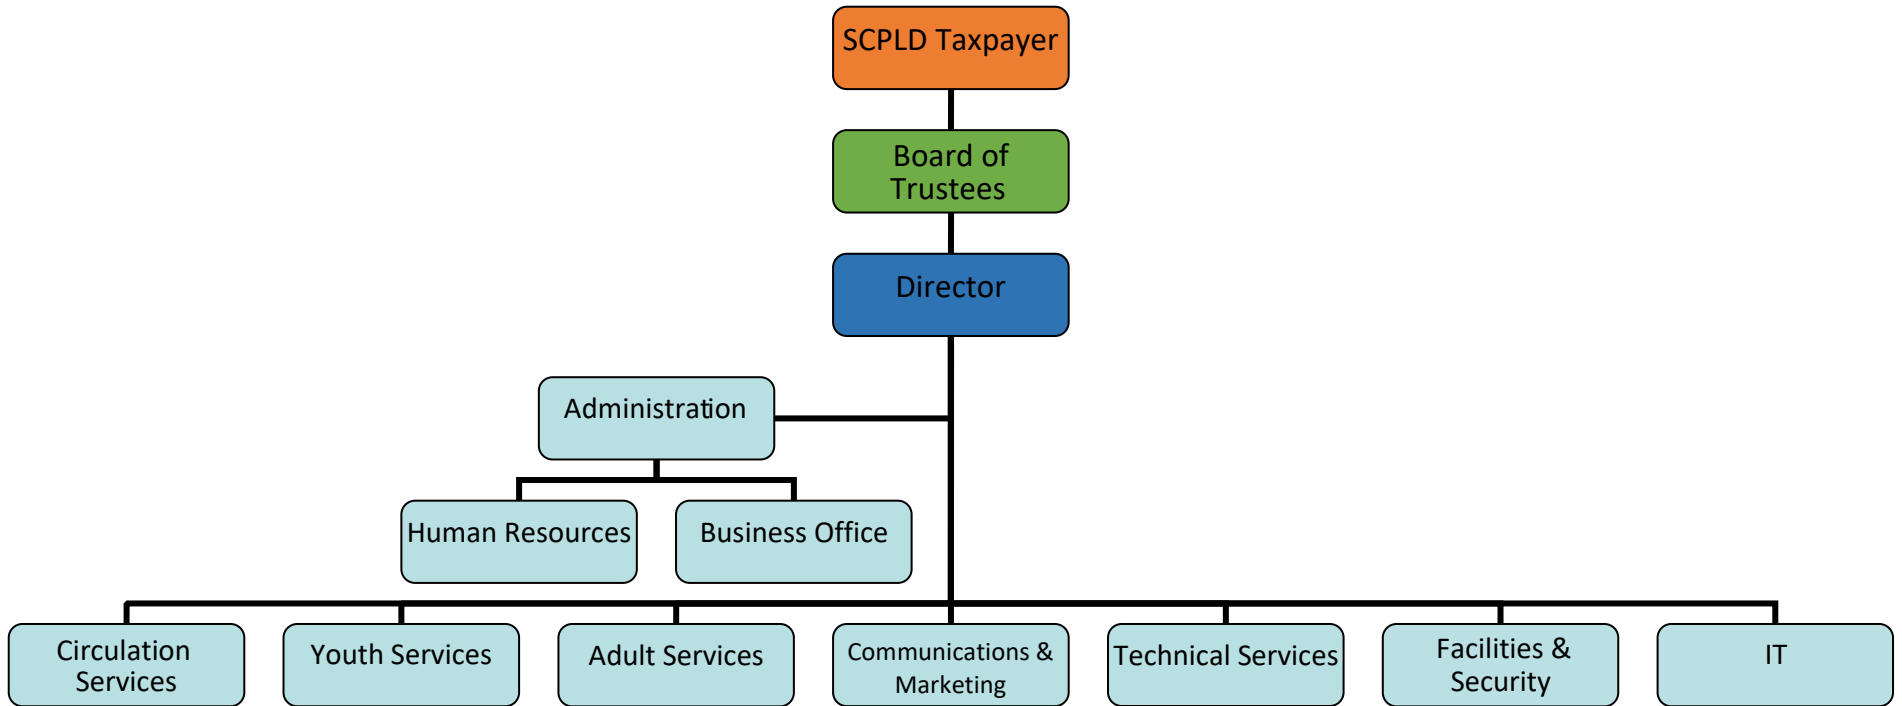 SCPLD Taxpayer
Board of
Trustees
Director
Administration
Human Resources
Business Office
Circulation
Services
Youth Services
Adult Services
Communications &
Marketing
Technical Services
Facilities &
Security
IT